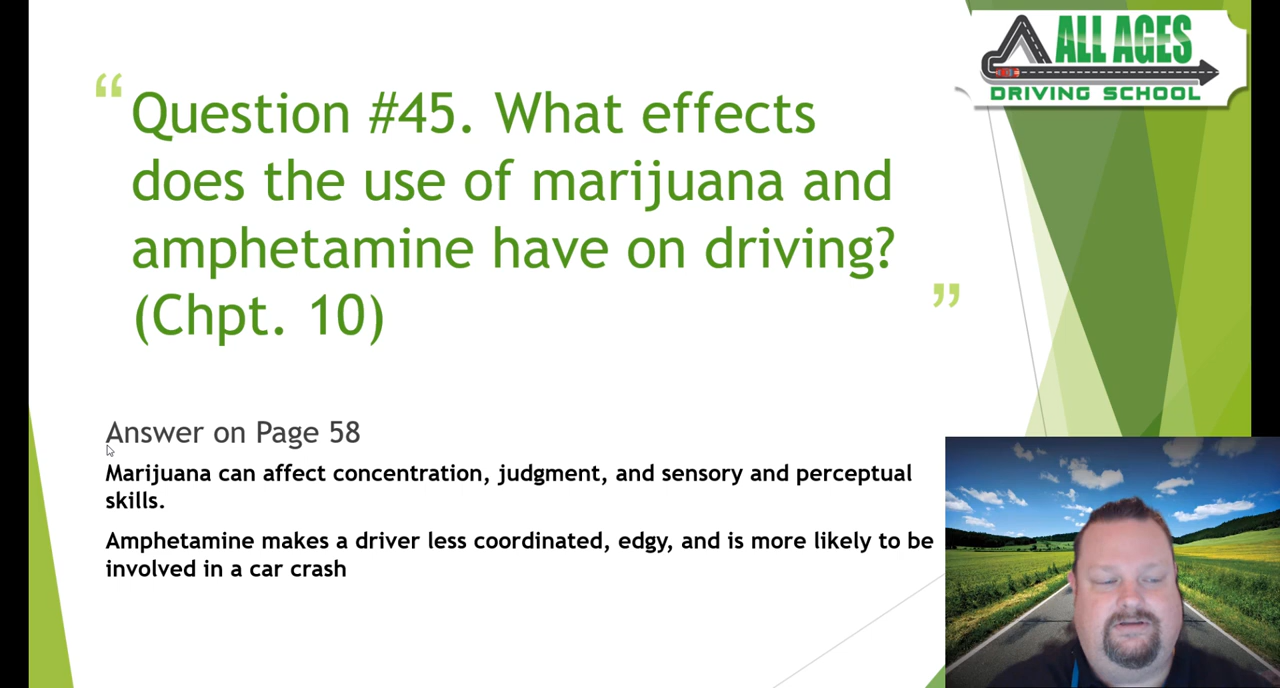 ALL AGES
DRIVING SCHOOL
“ Question #45. What effects
does the use of marijuana and
amphetamine have on driving?
(Chpt. 10) ”
Answer on Page 58
Marijuana can affect concentration, judgment, and sensory and perceptual
skills.
Amphetamine makes a driver less coordinated, edgy, and is more likely to be
involved in a car crash